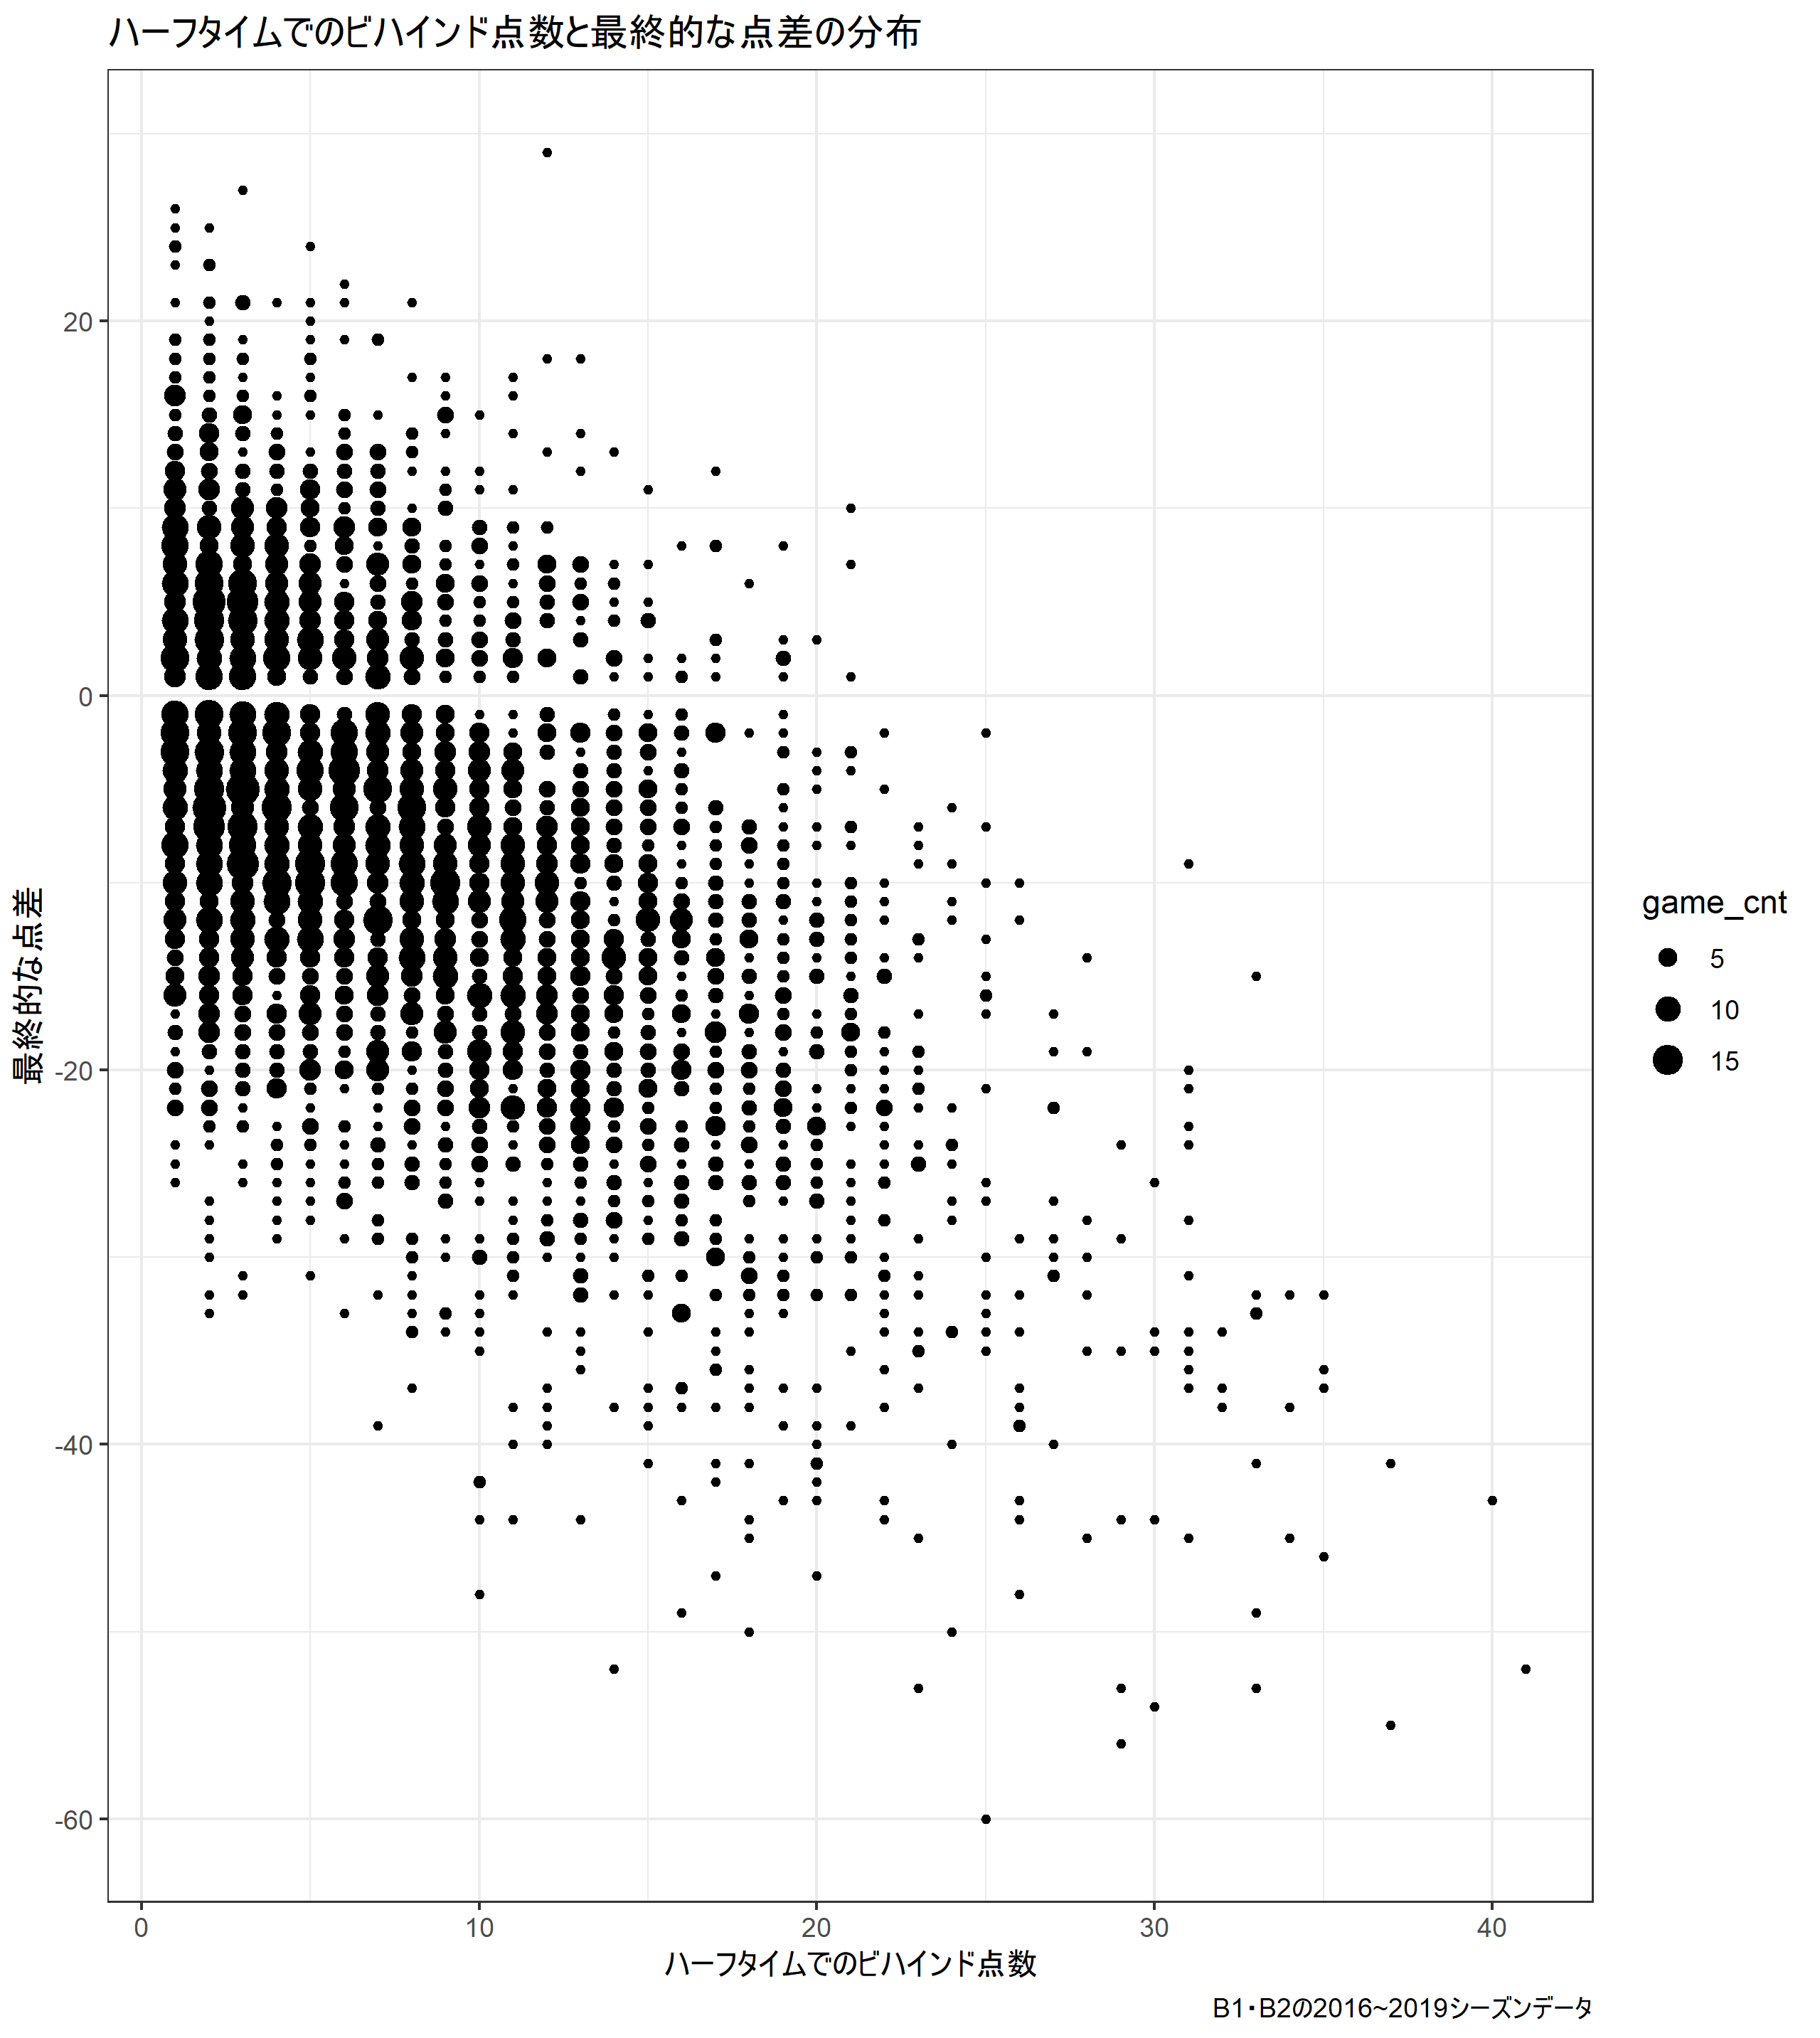 ハーフタイムでのビハインド点数と最終的な点差の分布
20
0
-20
-40
-60
最終的な点差
0 10 20 30 40
ハーフタイムでのビハインド点数
game_cnt
5
10
15
B1・B2の2016~2019シーズンデータ